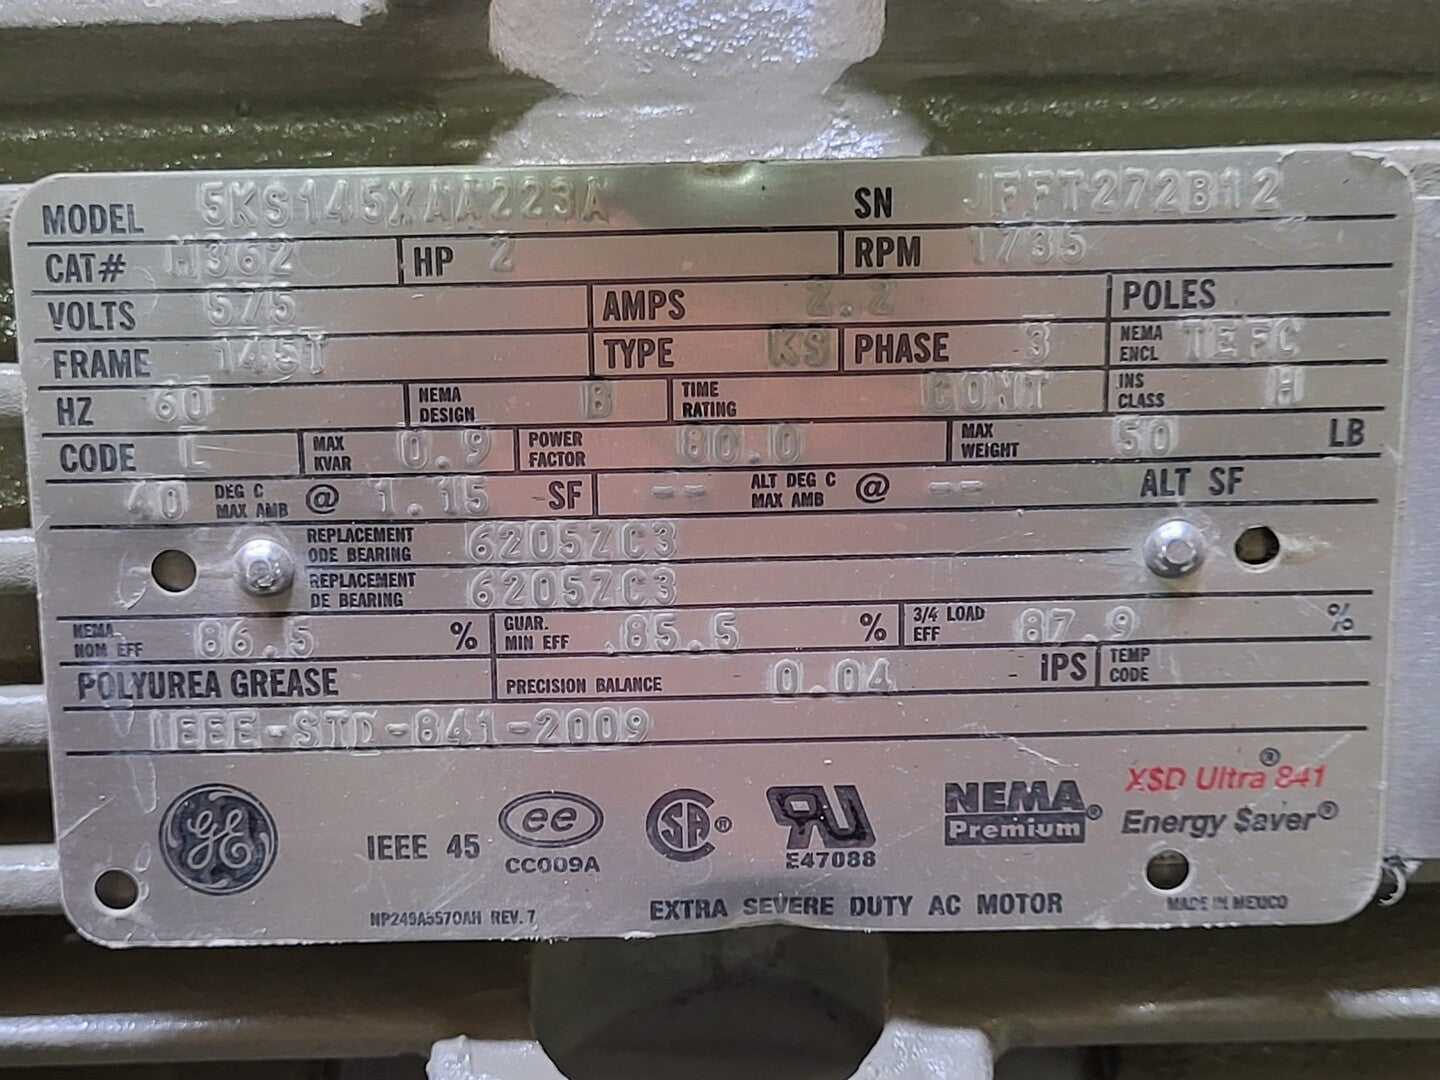 MODEL 5KS145XAA223A SN JFFT272B12
CAT# M362 HP 2 RPM 1735
VOLTS 575 AMPS 2.2 POLES
FRAME 145T TYPE KS PHASE 3 NEMA ENCL TEFC
HZ 60 NEMA DESIGN B TIME RATING CONT INS CLASS H
CODE L MAX KVAR 0.9 POWER FACTOR 80.0 MAX WEIGHT 50 LB
40 DEG C MAX AMB @ 1.15 SF -- ALT DEG C MAX AMB @ -- ALT SF
REPLACEMENT ODE BEARING 6205ZC3
REPLACEMENT DE BEARING 6205ZC3
NEMA NOM EFF 86.5 % GUAR. MIN EFF 85.5 % 3/4 LOAD EFF 87.9 %
POLYUREA GREASE PRECISION BALANCE 0.04 IPS TEMP CODE
IEEE-STD-841-2009
GE IEEE 45 ee CC009A SA® RU E47088 NEMA Premium® XSD Ultra® 841
Energy $aver®
NP249A5570AH REV. 7 EXTRA SEVERE DUTY AC MOTOR MADE IN MEXICO